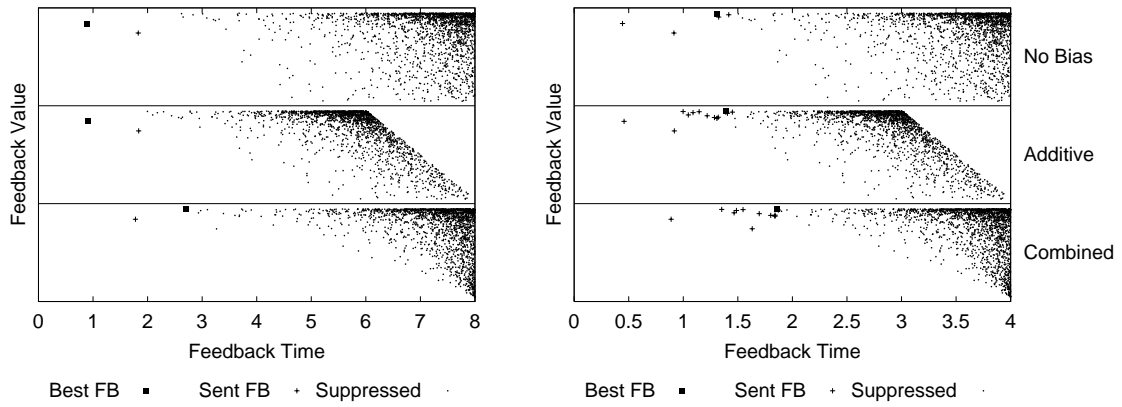 Feedback Value
0 1 2 3 4 5 6 7 8
Feedback Time
Best FB Sent FB Suppressed
Feedback Value
No Bias
Additive
Combined
0 0.5 1 1.5 2 2.5 3 3.5 4
Feedback Time
Best FB Sent FB Suppressed